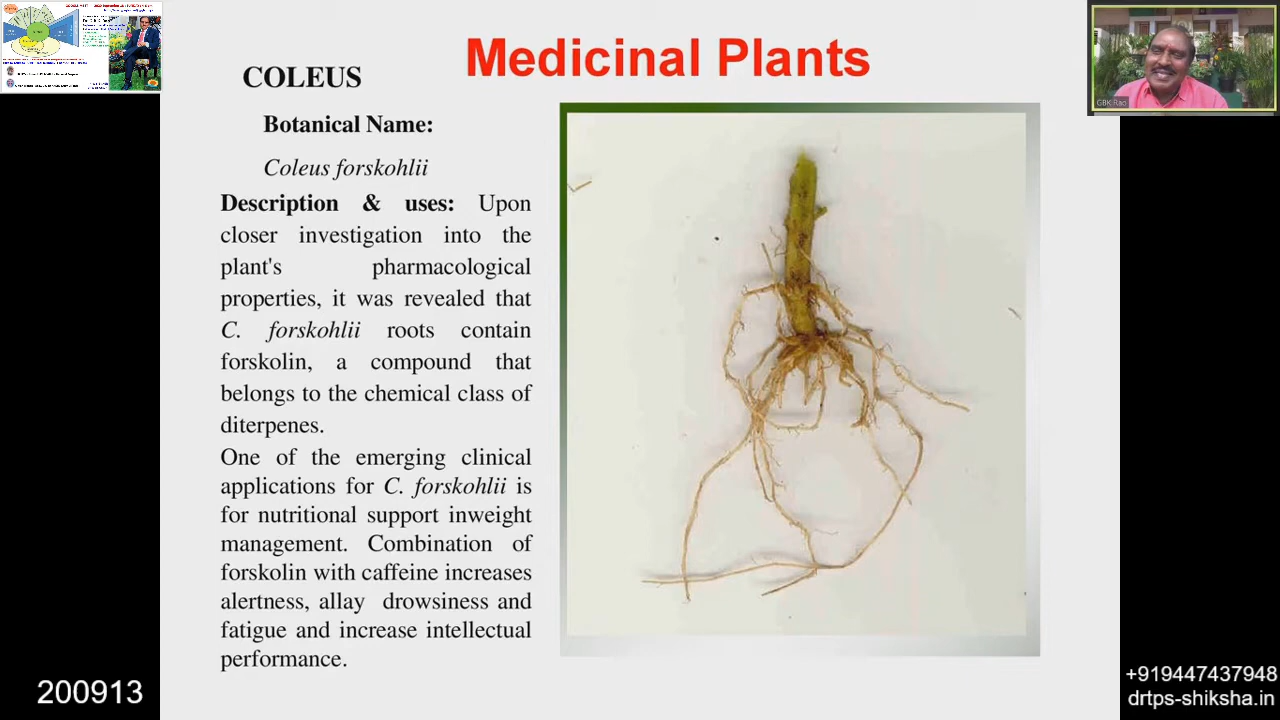 Medicinal Plants
COLEUS
Botanical Name:
Coleus forskohlii
Description & uses: Upon
closer investigation into the
plant's pharmacological
properties, it was revealed that
C. forskohlii roots contain
forskolin, a compound that
belongs to the chemical class of
diterpenes.
One of the emerging clinical
applications for C. forskohlii is
for nutritional support inweight
management. Combination of
forskolin with caffeine increases
alertness, allay drowsiness and
fatigue and increase intellectual
performance.
GBK Rao
200913
+919447437948
drtps-shiksha.in